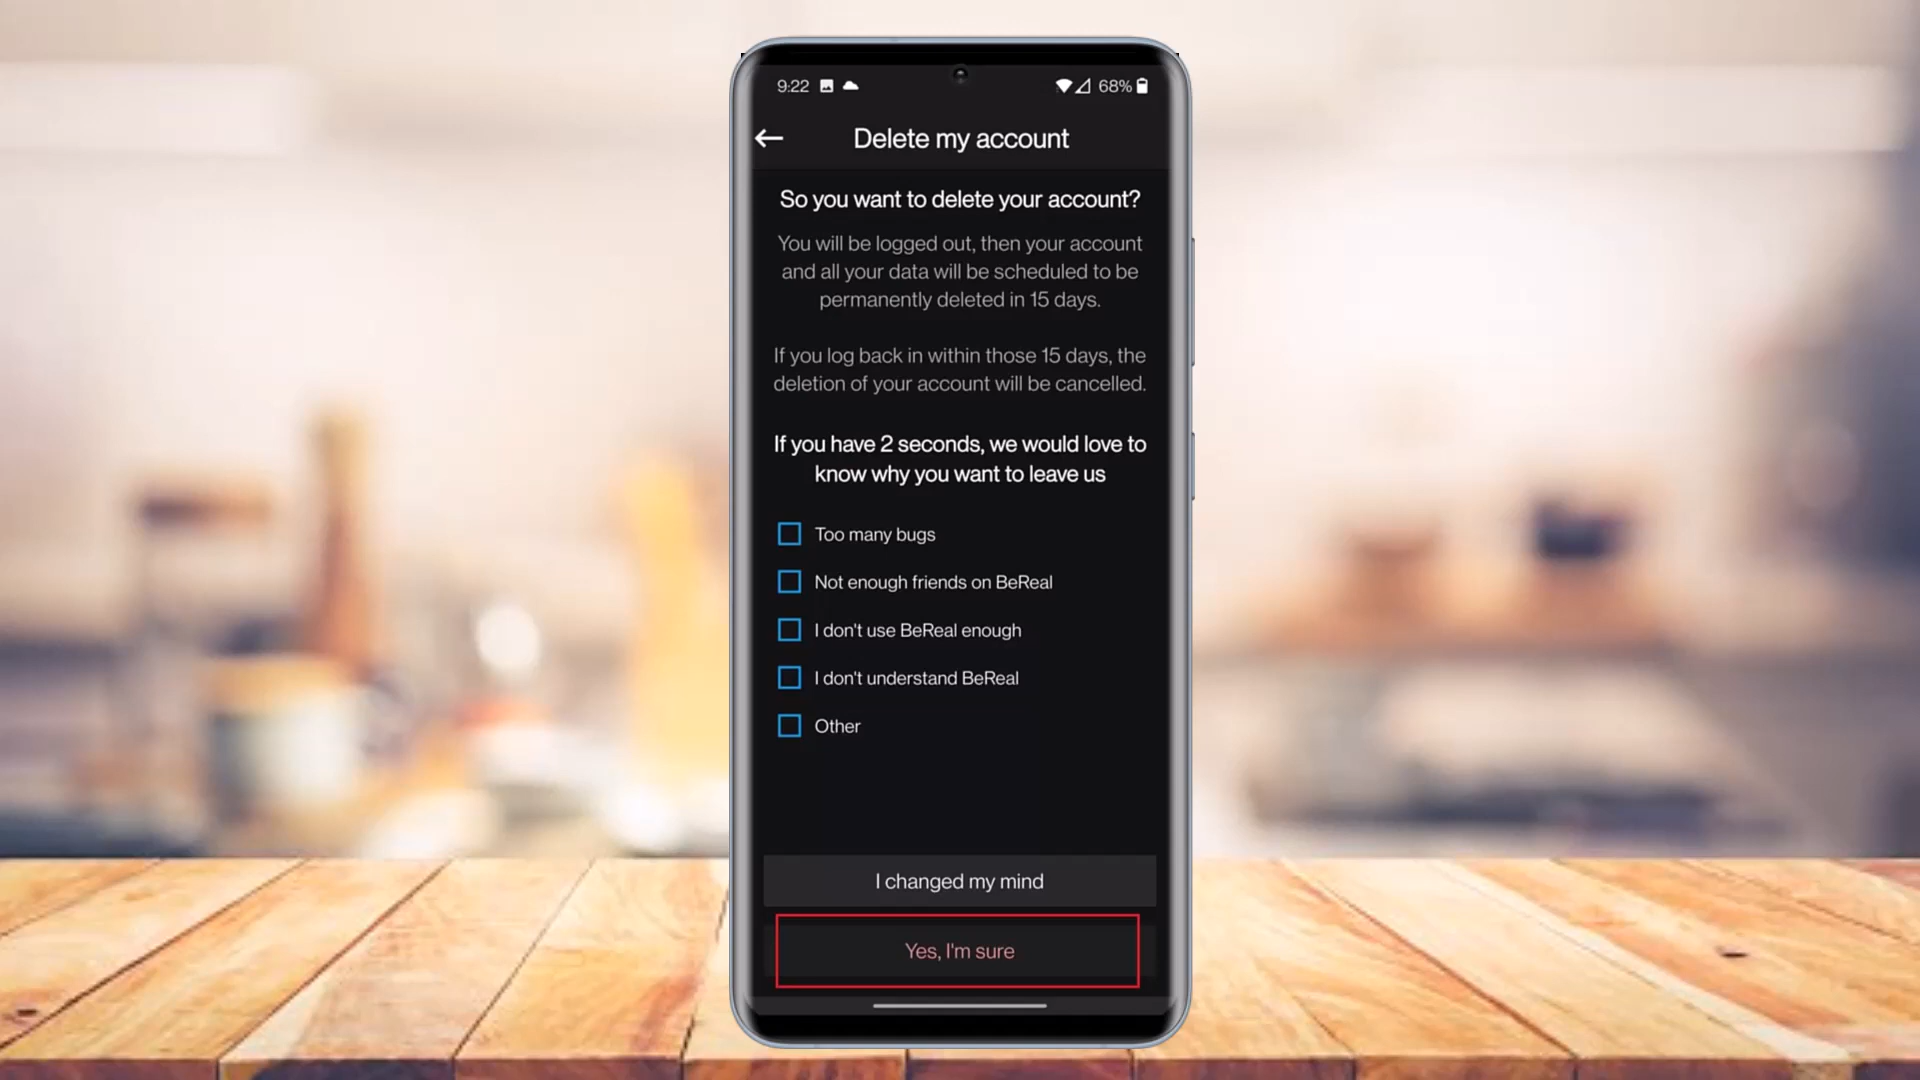 9:22
68%
Delete my account
So you want to delete your account?
You will be logged out, then your account
and all your data will be scheduled to be
permanently deleted in 15 days.
If you log back in within those 15 days, the
deletion of your account will be cancelled.
If you have 2 seconds, we would love to
know why you want to leave us
Too many bugs
Not enough friends on BeReal
I don't use BeReal enough
I don't understand BeReal
Other
I changed my mind
Yes, I'm sure